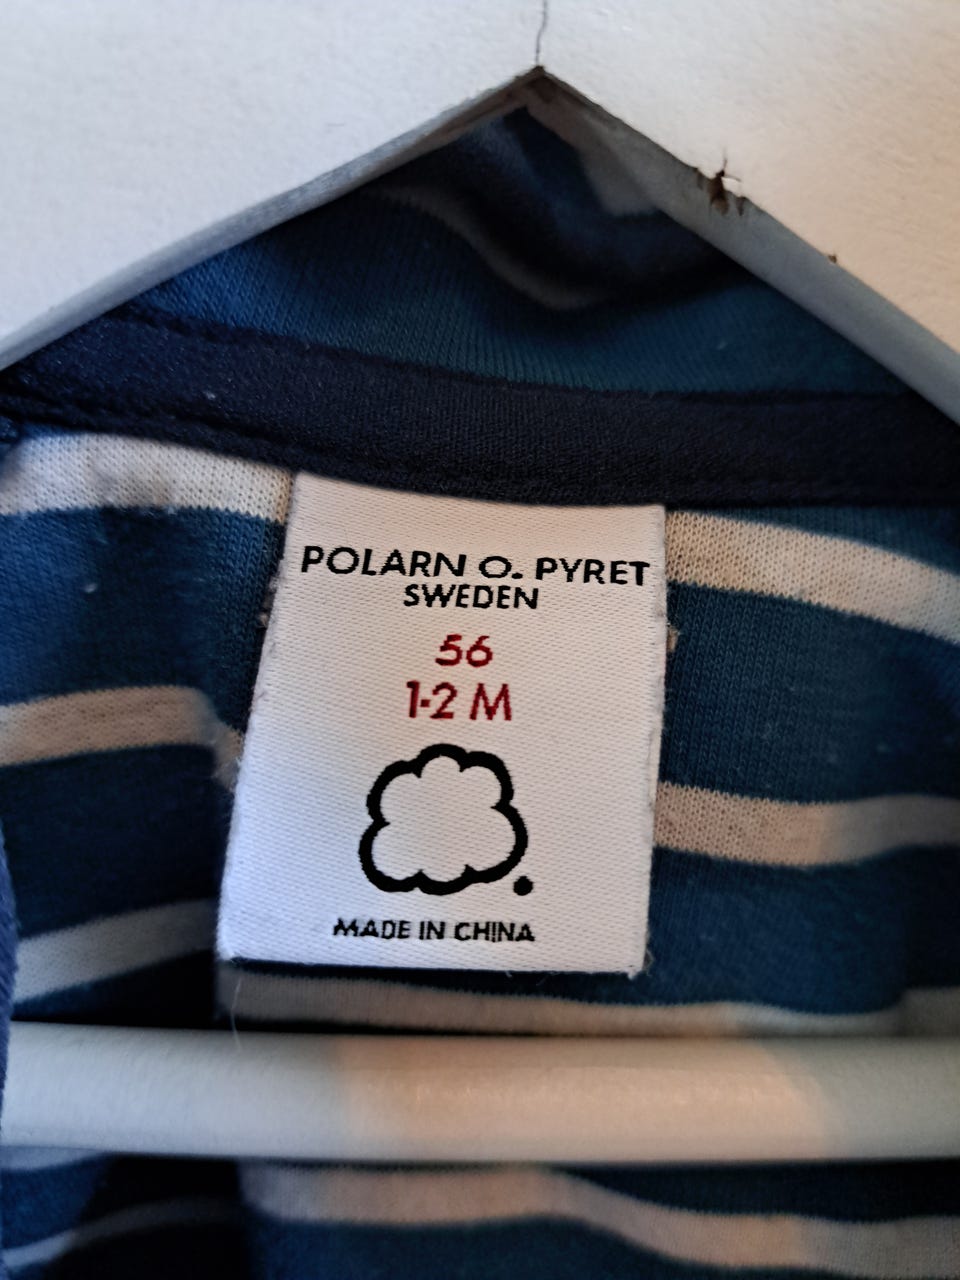 POLARN O. PYRET
SWEDEN
56
1-2 M
MADE IN CHINA